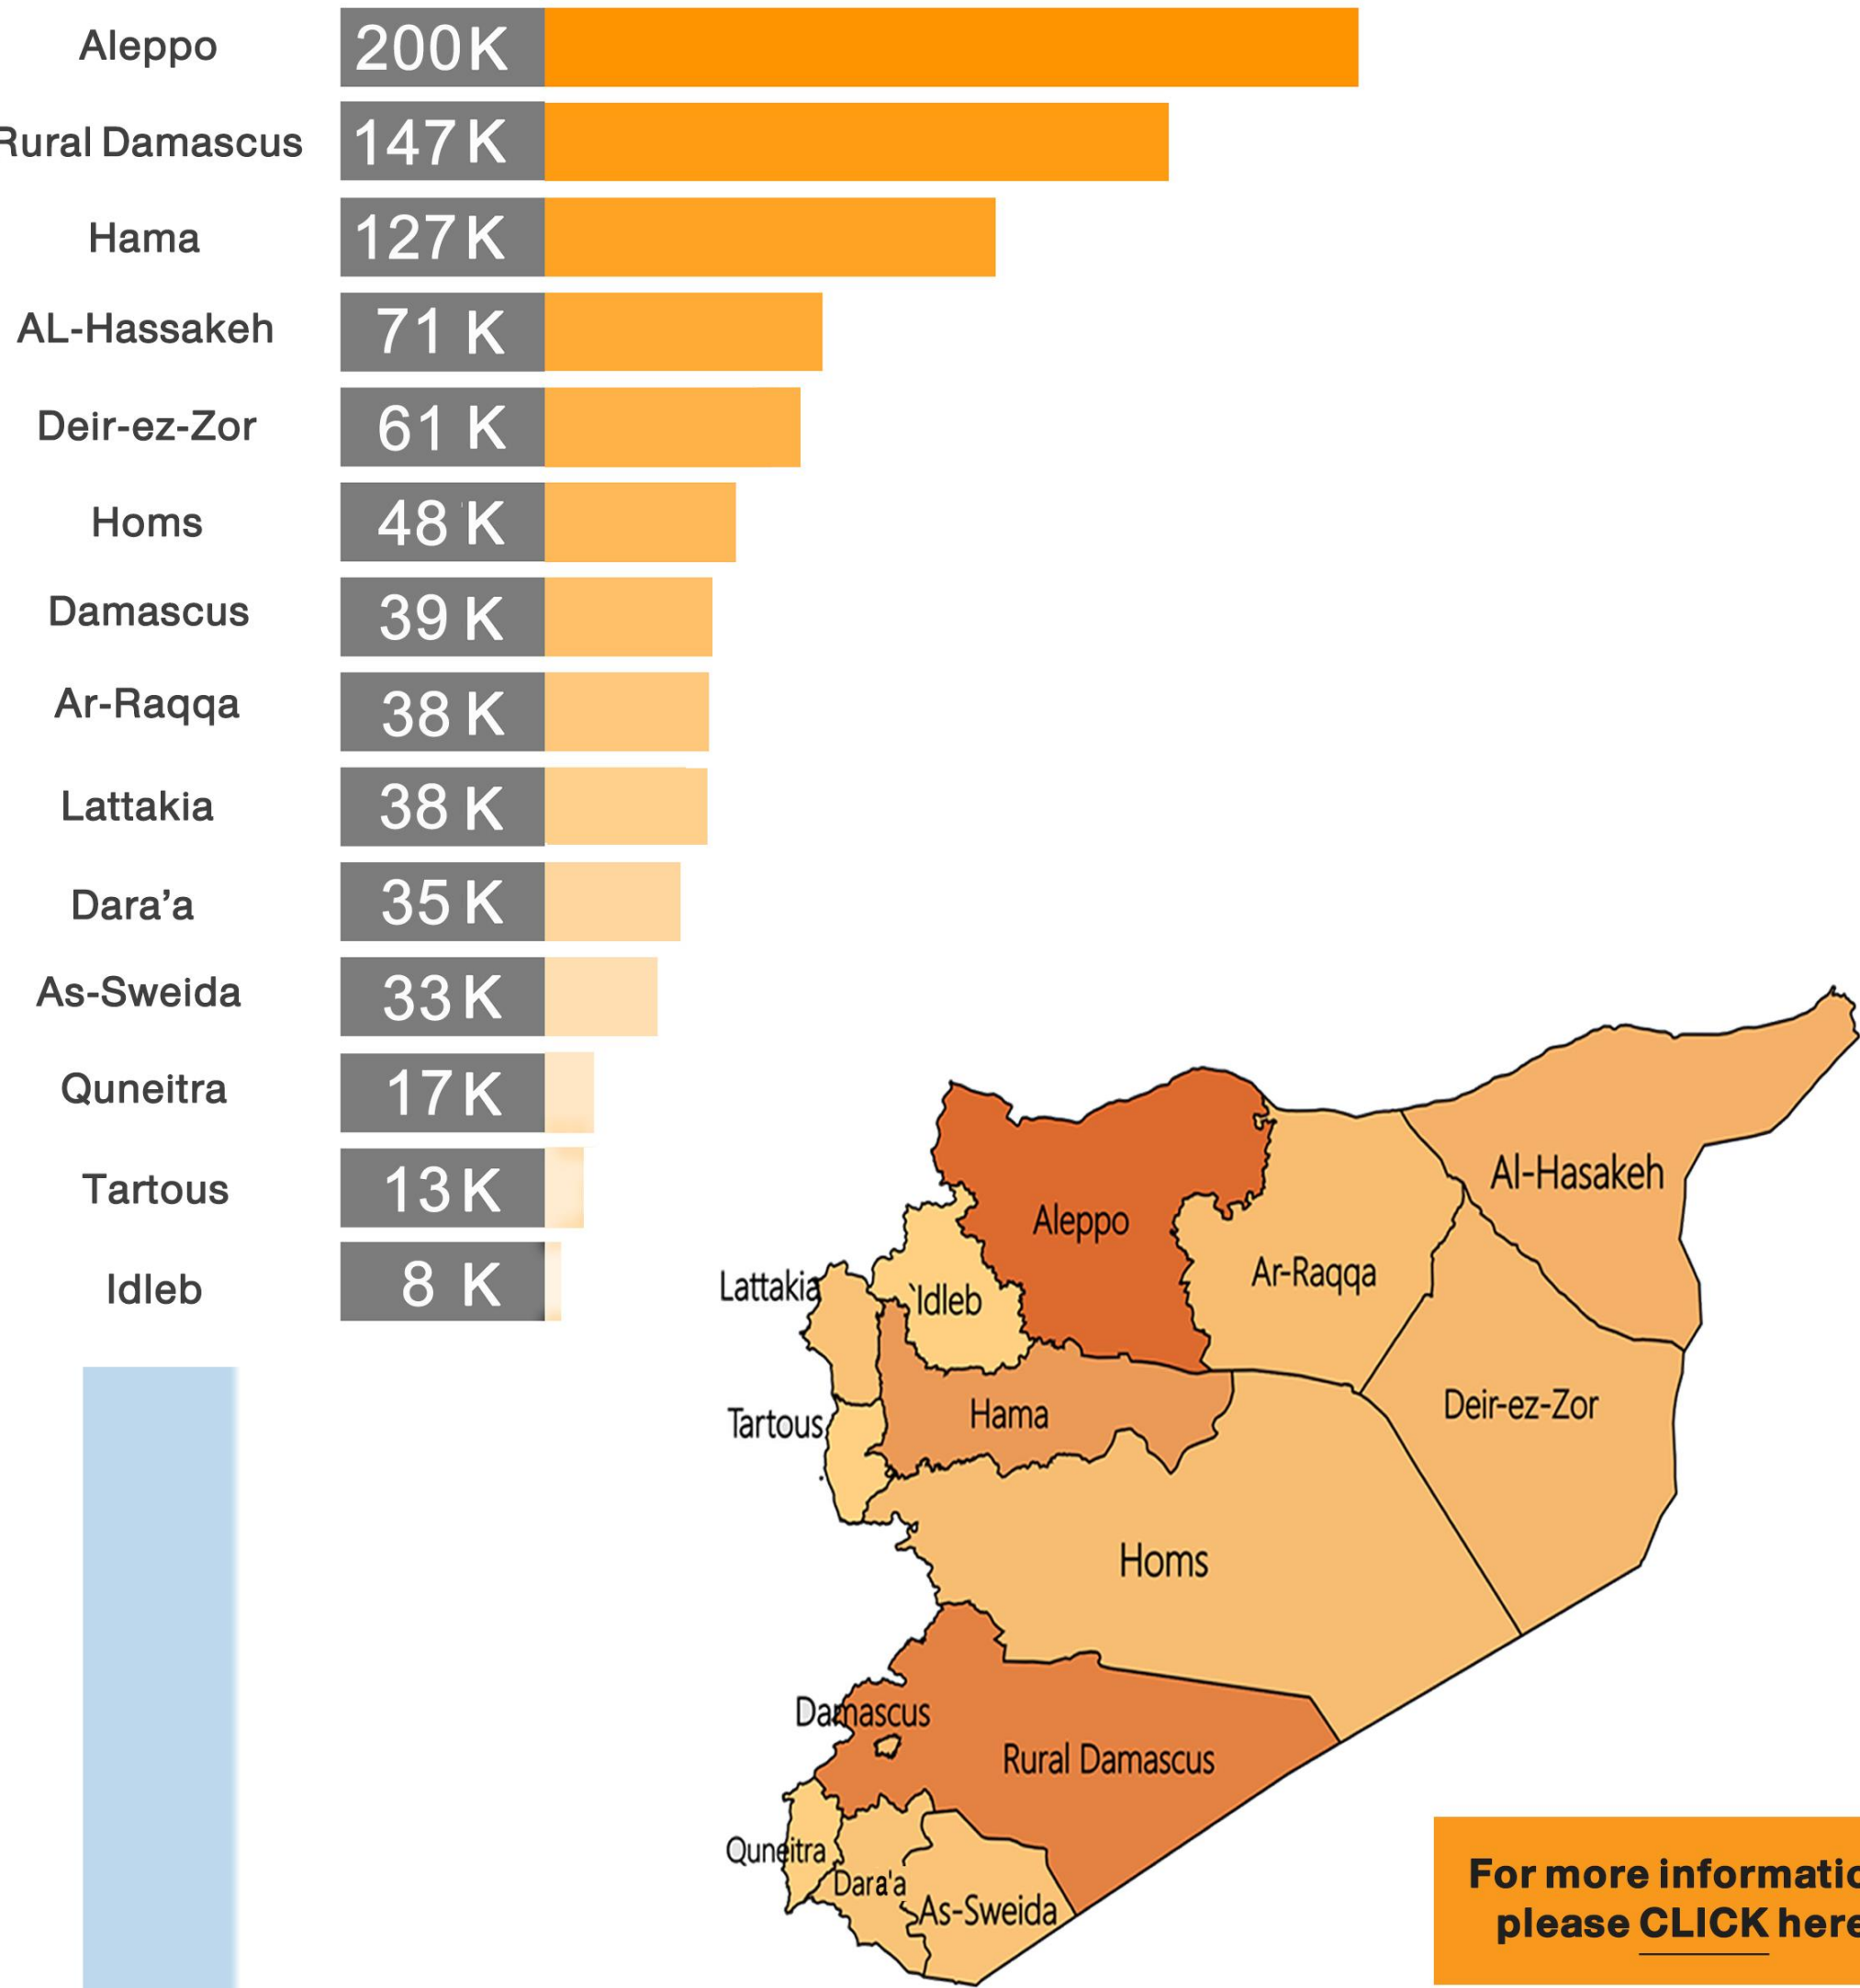 Aleppo 200K
Rural Damascus 147K
Hama 127K
AL-Hassakeh 71 K
Deir-ez-Zor 61 K
Homs 48 K
Damascus 39 K
Ar-Raqqa 38 K
Lattakia 38 K
Dara’a 35 K
As-Sweida 33 K
Quneitra 17K
Tartous 13 K
Idleb 8 K
Al-Hasakeh
Aleppo
Ar-Raqqa
Lattakia
`Idleb
Deir-ez-Zor
Hama
Tartous
Homs
Damascus
Rural Damascus
Quneitra
Dara'a
As-Sweida
For more informatio
please CLICK here